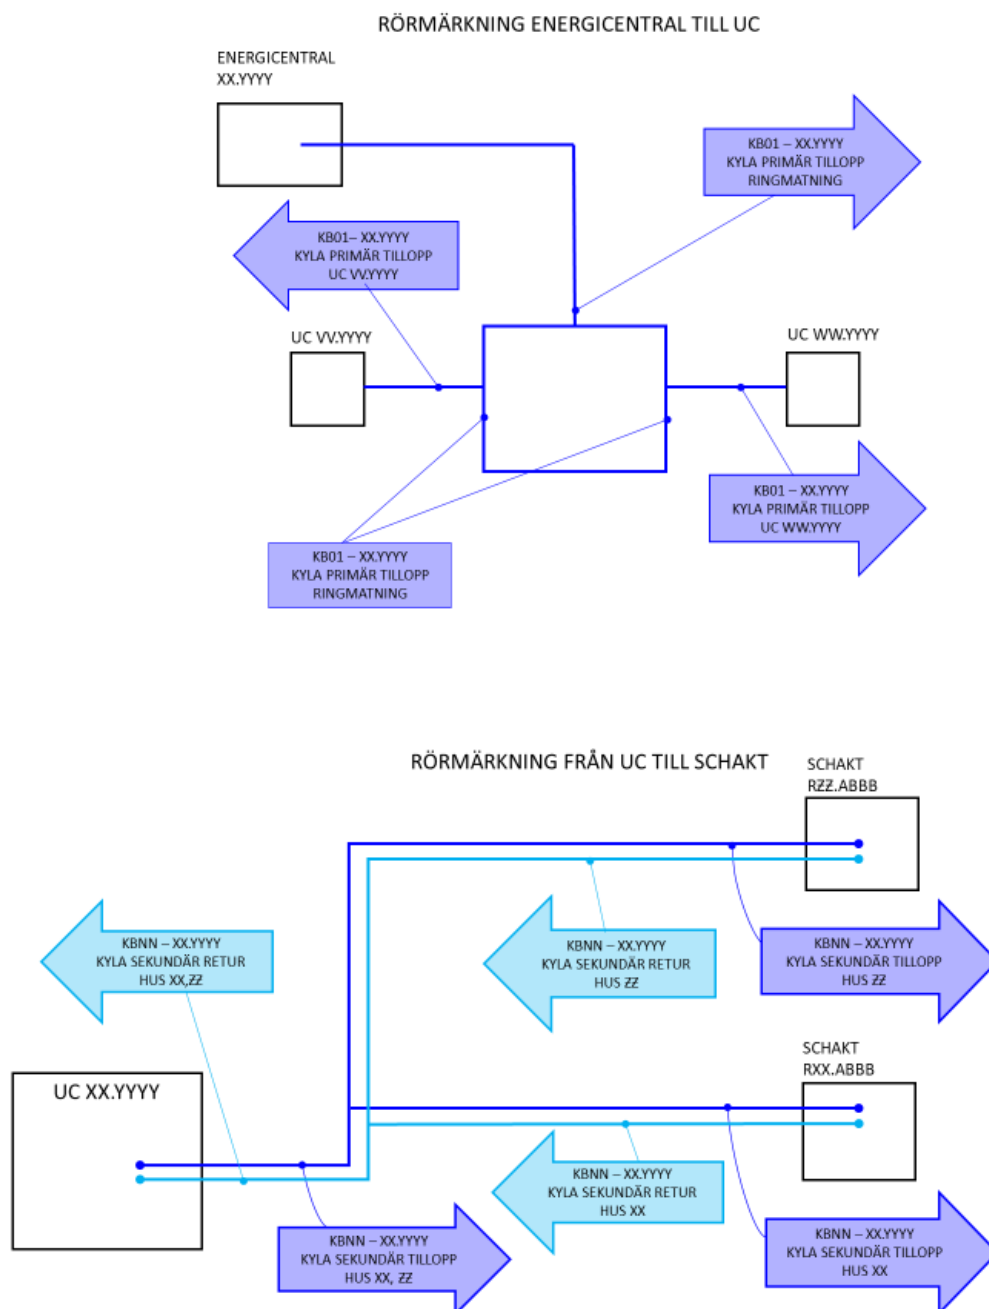 RÖRMÄRKNING ENERGICENTRAL TILL UC
ENERGICENTRAL
XX.YYYY
KB01 – XX.YYYY
KYLA PRIMÄR TILLOPP
RINGMATNING
KB01– XX.YYYY
KYLA PRIMÄR TILLOPP
UC VV.YYYY
UC VV.YYYY
UC WW.YYYY
KB01 – XX.YYYY
KYLA PRIMÄR TILLOPP
UC WW.YYYY
KB01 – XX.YYYY
KYLA PRIMÄR TILLOPP
RINGMATNING
RÖRMÄRKNING FRÅN UC TILL SCHAKT
SCHAKT
RƵƵ.ABBB
KBNN – XX.YYYY
KYLA SEKUNDÄR RETUR
HUS XX,ƵƵ
KBNN – XX.YYYY
KYLA SEKUNDÄR RETUR
HUS ƵƵ
KBNN – XX.YYYY
KYLA SEKUNDÄR TILLOPP
HUS ƵƵ
SCHAKT
RXX.ABBB
UC XX.YYYY
KBNN – XX.YYYY
KYLA SEKUNDÄR RETUR
HUS XX
KBNN – XX.YYYY
KYLA SEKUNDÄR TILLOPP
HUS XX, ƵƵ
KBNN – XX.YYYY
KYLA SEKUNDÄR TILLOPP
HUS XX